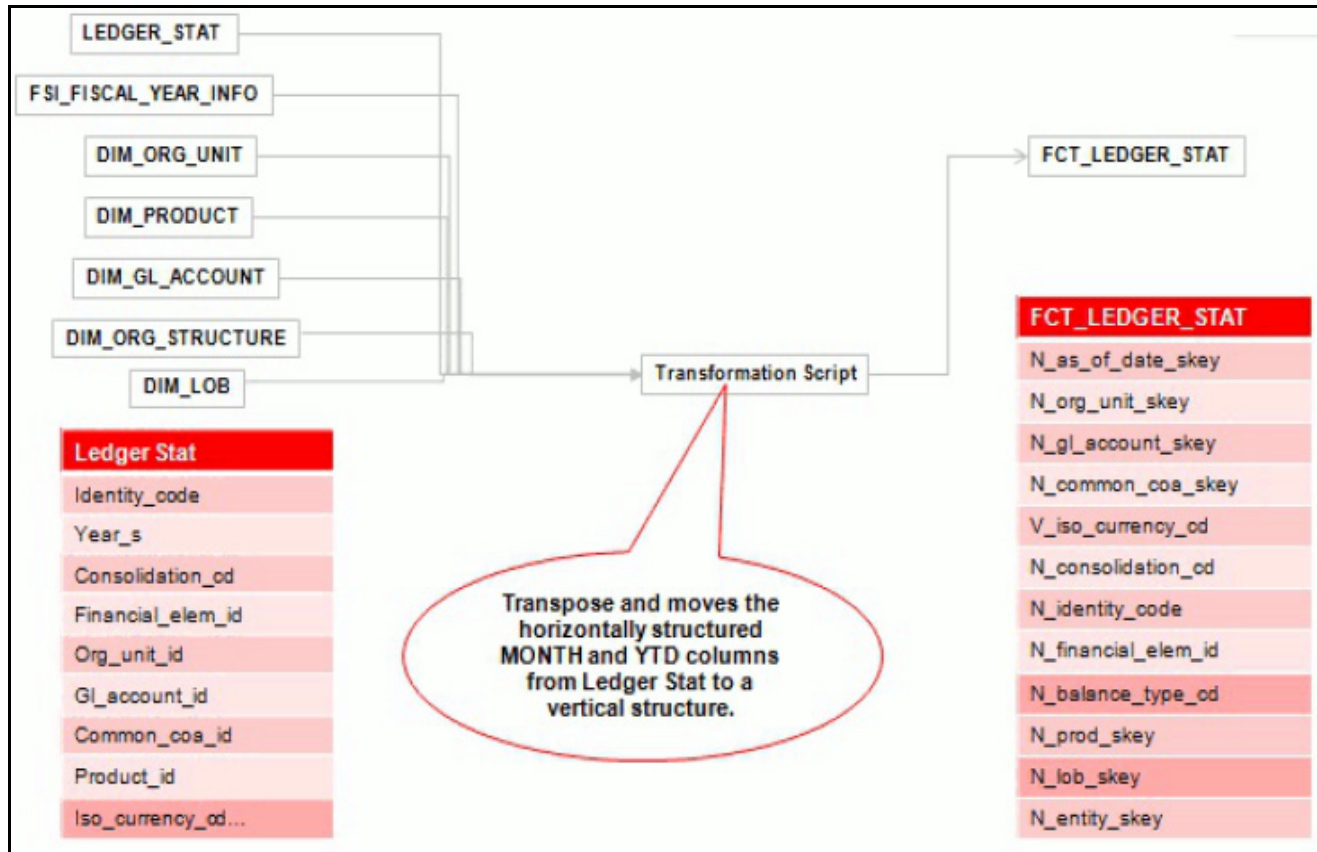 LEDGER_STAT
FSI_FISCAL_YEAR_INFO
DIM_ORG_UNIT
DIM_PRODUCT
DIM_GL_ACCOUNT
DIM_ORG_STRUCTURE
DIM_LOB
Transformation Script
FCT_LEDGER_STAT
Ledger Stat
Identity_code
Year_s
Consolidation_cd
Financial_elem_id
Org_unit_id
Gl_account_id
Common_coa_id
Product_id
Iso_currency_cd...
Transpose and moves the
horizontally structured
MONTH and YTD columns
from Ledger Stat to a
vertical structure.
FCT_LEDGER_STAT
N_as_of_date_skey
N_org_unit_skey
N_gl_account_skey
N_common_coa_skey
V_iso_currency_cd
N_consolidation_cd
N_identity_code
N_financial_elem_id
N_balance_type_cd
N_prod_skey
N_lob_skey
N_entity_skey